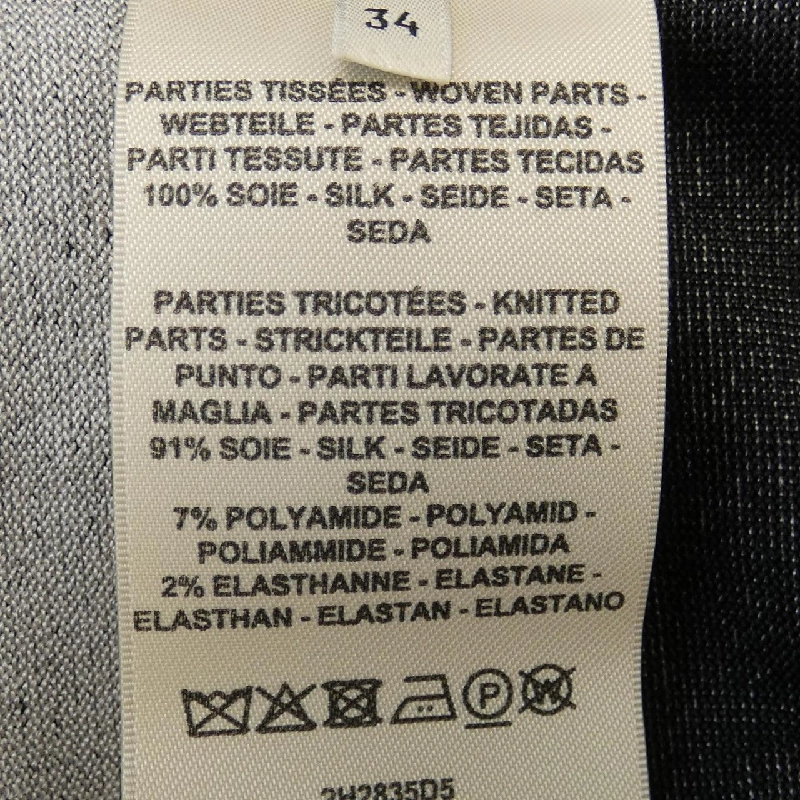 34
PARTIES TISSÉES - WOVEN PARTS -
WEBTEILE - PARTES TEJIDAS -
PARTI TESSUTE - PARTES TECIDAS
100% SOIE - SILK - SEIDE - SETA -
SEDA
PARTIES TRICOTÉES - KNITTED
PARTS - STRICKTEILE - PARTES DE
PUNTO - PARTI LAVORATE A
MAGLIA - PARTES TRICOTADAS
91% SOIE - SILK - SEIDE - SETA -
SEDA
7% POLYAMIDE - POLYAMID -
POLIAMMIDE - POLIAMIDA
2% ELASTHANNE - ELASTANE -
ELASTHAN - ELASTAN - ELASTANO
P W
2H2835D5